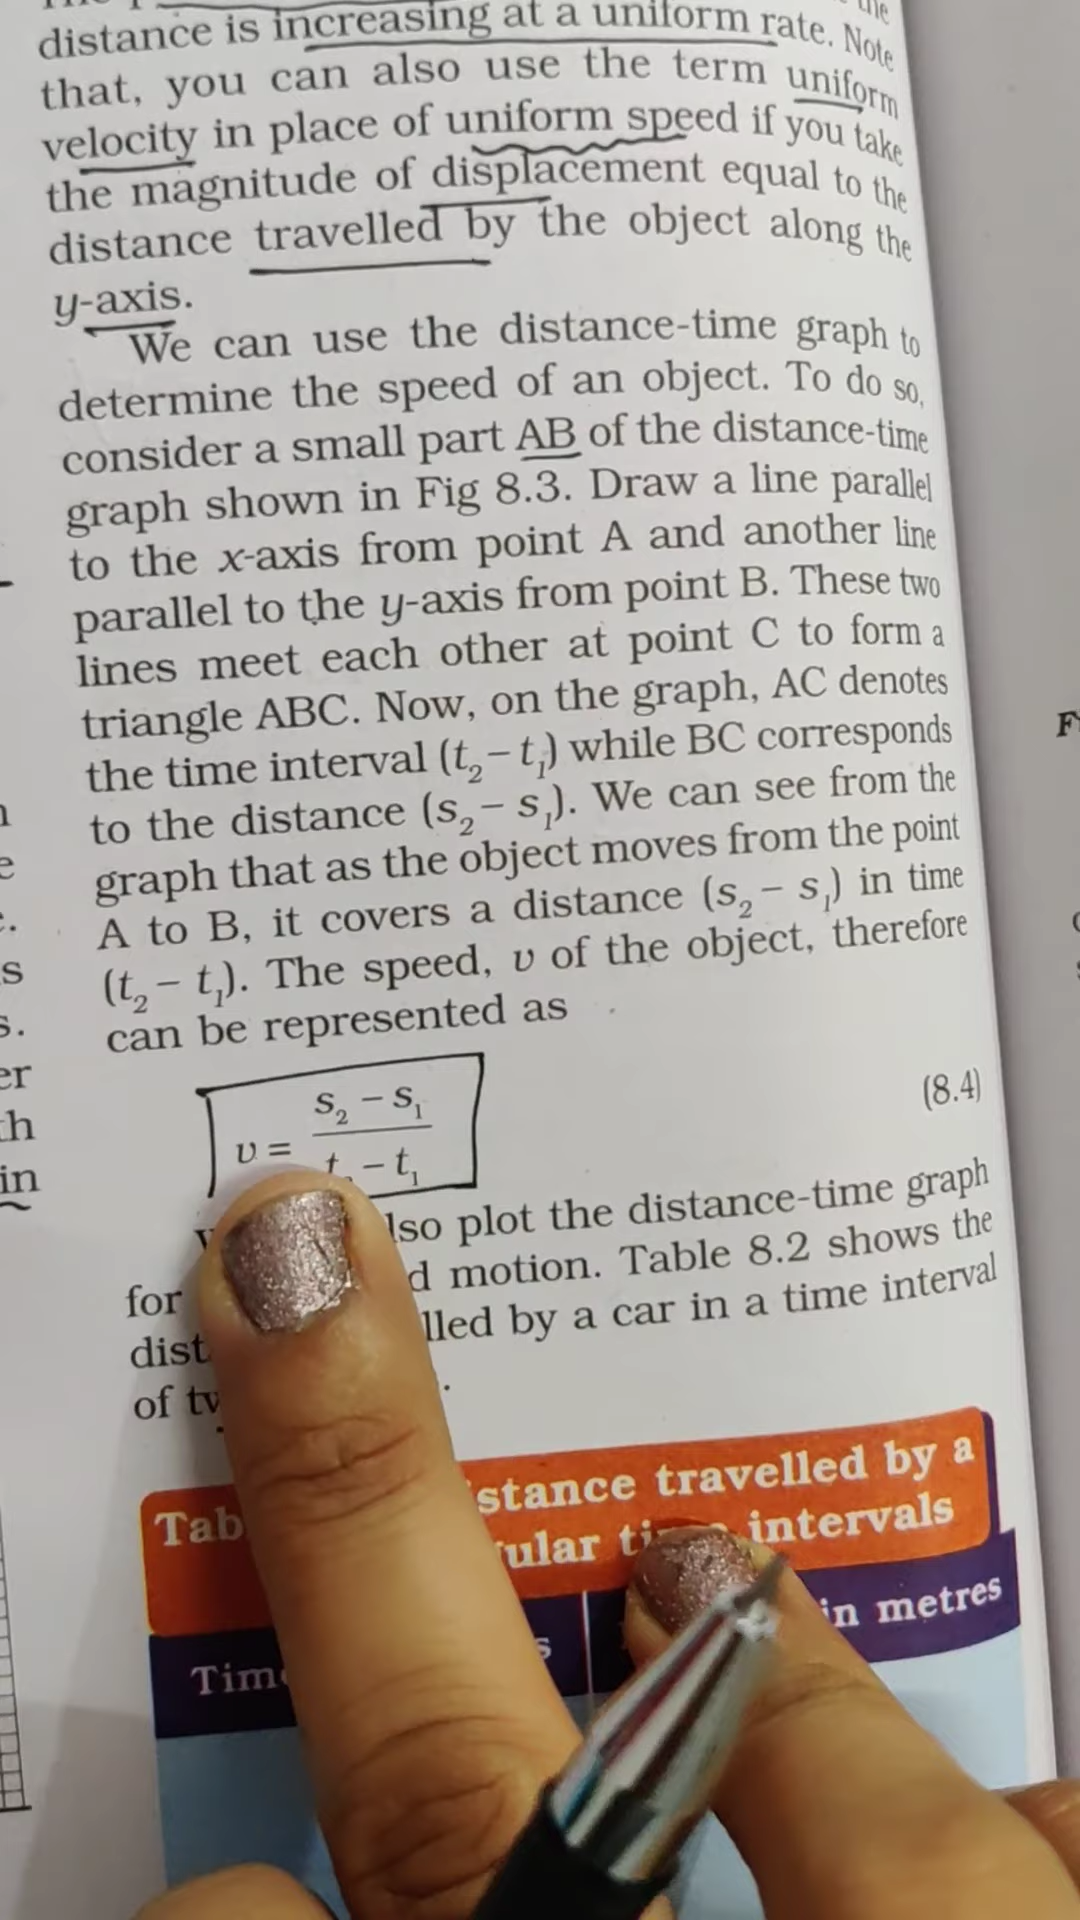 distance is increasing at a uniform rate. Note
that, you can also use the term uniform
velocity in place of uniform speed if you take
the magnitude of displacement equal to the
distance travelled by the object along the
y-axis.
We can use the distance-time graph to
determine the speed of an object. To do so,
consider a small part AB of the distance-time
graph shown in Fig 8.3. Draw a line parallel
to the x-axis from point A and another line
parallel to the y-axis from point B. These two
lines meet each other at point C to form a
triangle ABC. Now, on the graph, AC denotes
the time interval (t₂ – t₁) while BC corresponds
to the distance (s₂ – s₁). We can see from the
graph that as the object moves from the point
A to B, it covers a distance (s₂ – s₁) in time
(t₂ – t₁). The speed, v of the object, therefore
can be represented as
s₂ – s₁
v =
– t₁
(8.4)
plot the distance-time graph
for motion. Table 8.2 shows the
by a car in a time interval
of
travelled by a
intervals
in metres